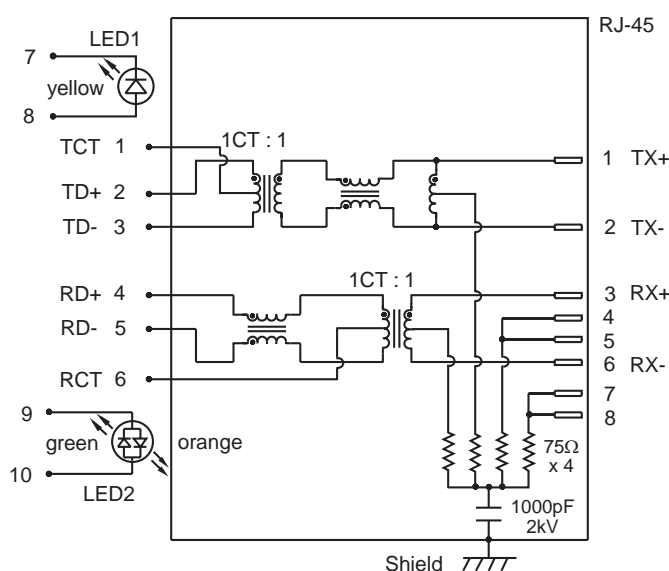 RJ-45
LED1
7
yellow
8
TCT 1
1CT : 1
TD+ 2
TD- 3
1 TX+
2 TX-
1CT : 1
RD+ 4
RD- 5
RCT 6
3 RX+
4
5
6 RX-
7
8
9
green
orange
10
LED2
75Ω
x 4
1000pF
2kV
Shield